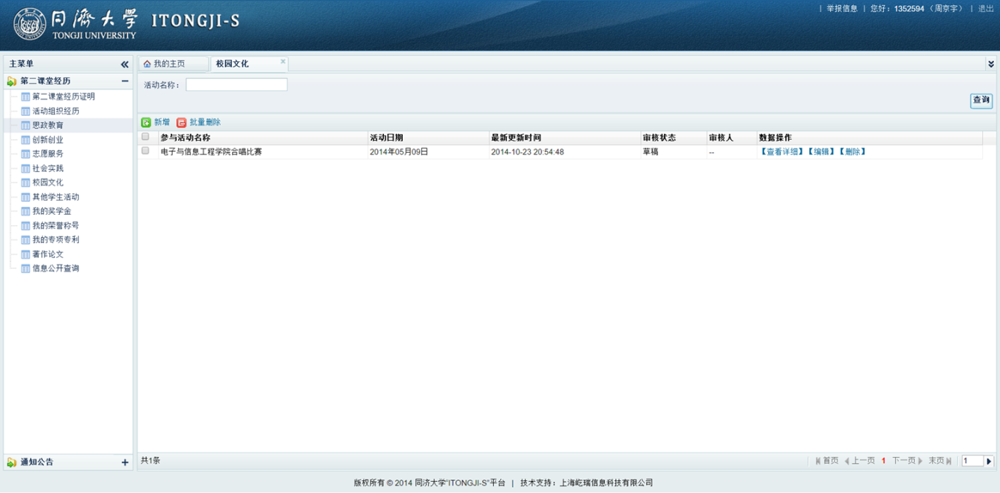 同濟大學 ITONGJI-S
TONGJI UNIVERSITY
| 举报信息 | 您好：1352594 （周京宇） | 退出
主菜单
第二课堂经历
第二课堂经历证明
活动组织经历
思政教育
创新创业
志愿服务
社会实践
校园文化
其他学生活动
我的奖学金
我的荣誉称号
我的专项专利
著作论文
信息公开查询
通知公告
我的主页 校园文化
活动名称：
查询
新增 批量删除
参与活动名称 活动日期 最新更新时间 审核状态 审核人 数据操作
电子与信息工程学院合唱比赛 2014年05月09日 2014-10-23 20:54:48 草稿 -- 【查看详细】【编辑】【删除】
共1条 首页 上一页 1 下一页 末页 1
版权所有 © 2014 同济大学"ITONGJI-S"平台 | 技术支持：上海屹瑞信息科技有限公司